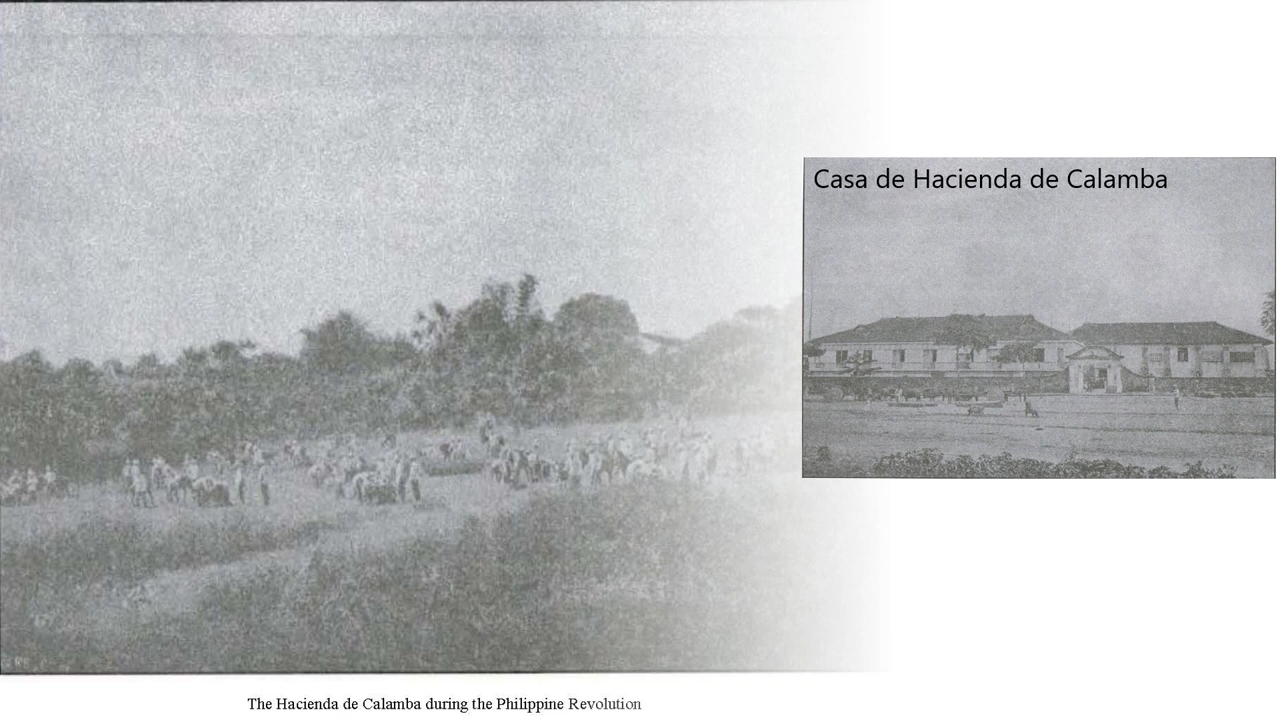 Casa de Hacienda de Calamba
The Hacienda de Calamba during the Philippine Revolution